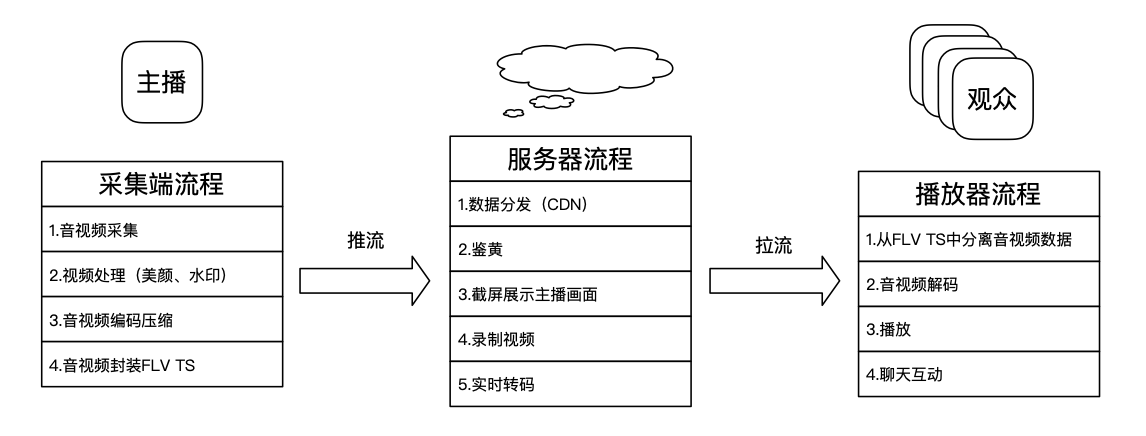 主播
采集端流程
1.音视频采集
2.视频处理（美颜、水印）
3.音视频编码压缩
4.音视频封装FLV TS
推流
服务器流程
1.数据分发（CDN）
2.鉴黄
3.截屏展示主播画面
4.录制视频
5.实时转码
拉流
观众
播放器流程
1.从FLV TS中分离音视频数据
2.音视频解码
3.播放
4.聊天互动